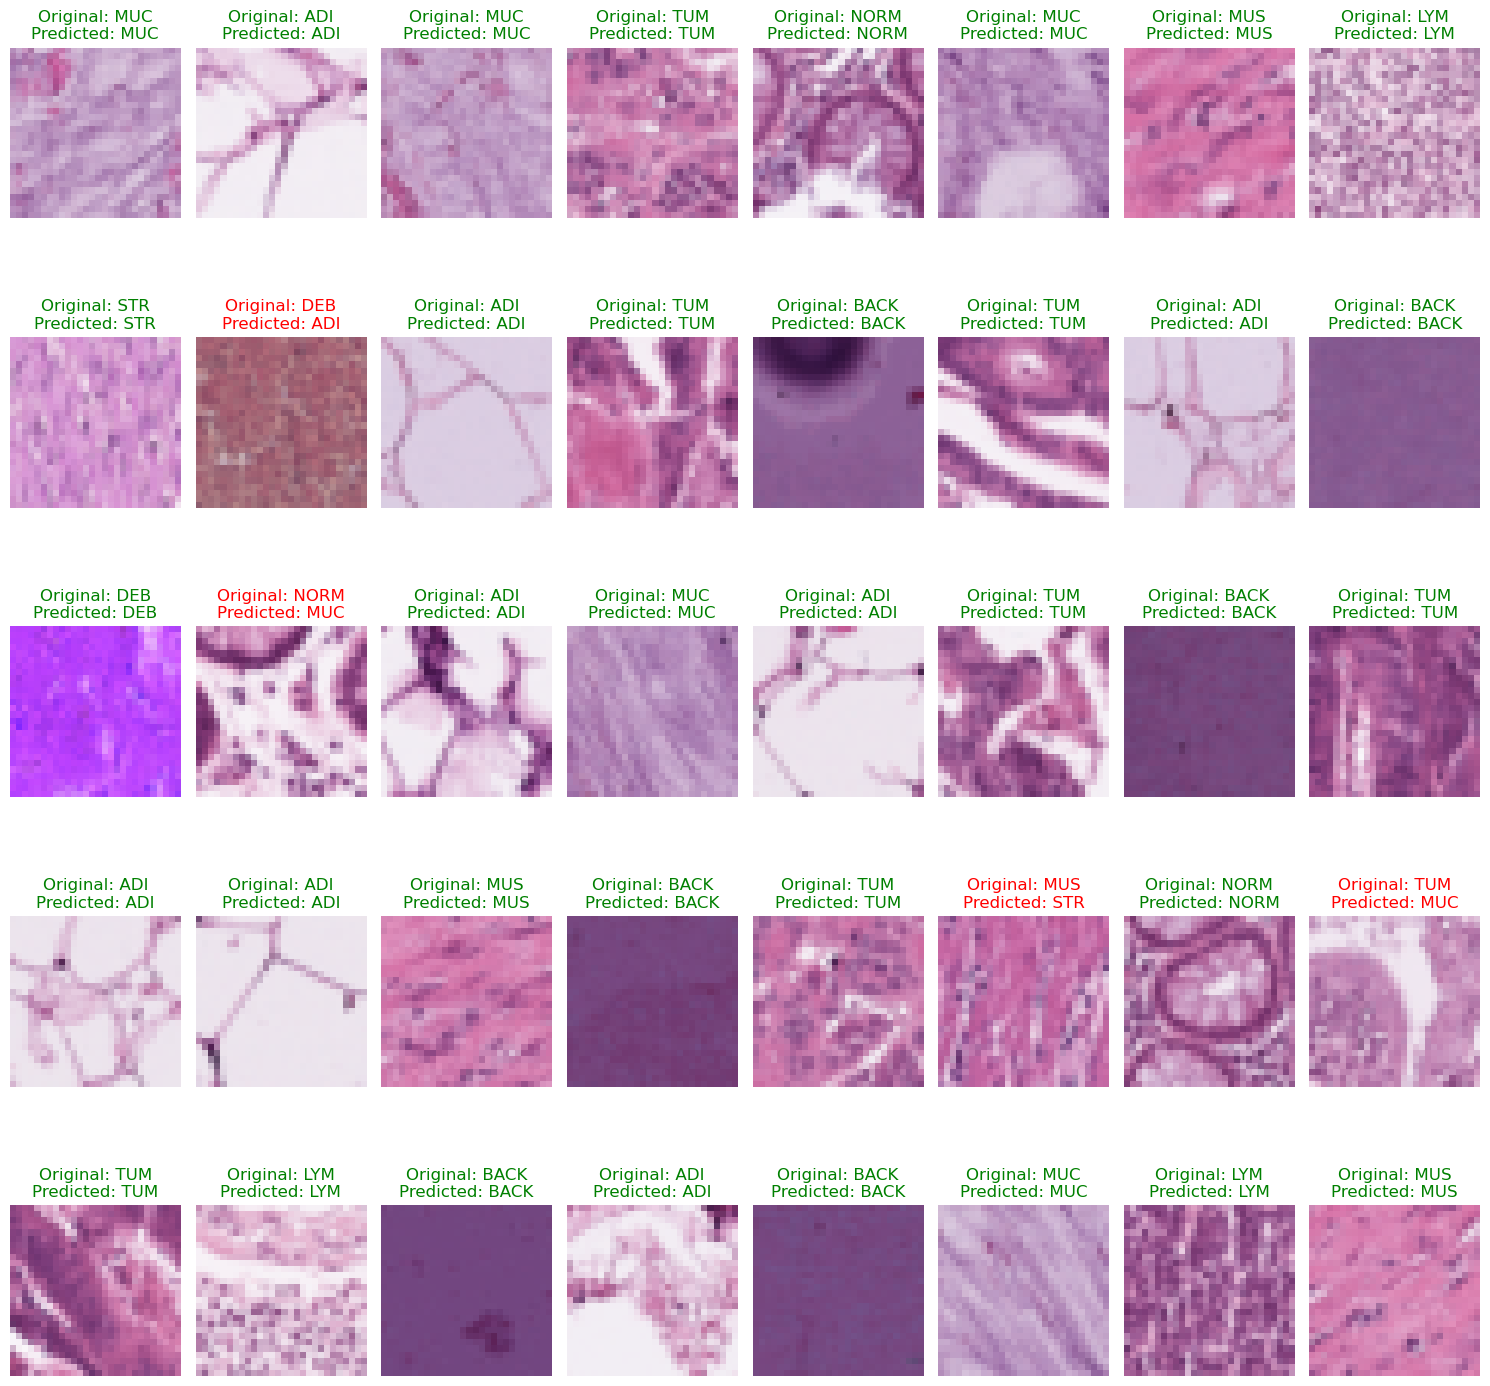 Original: MUC
Predicted: MUC
Original: ADI
Predicted: ADI
Original: MUC
Predicted: MUC
Original: TUM
Predicted: TUM
Original: NORM
Predicted: NORM
Original: MUC
Predicted: MUC
Original: MUS
Predicted: MUS
Original: LYM
Predicted: LYM
Original: STR
Predicted: STR
Original: DEB
Predicted: ADI
Original: ADI
Predicted: ADI
Original: TUM
Predicted: TUM
Original: BACK
Predicted: BACK
Original: TUM
Predicted: TUM
Original: ADI
Predicted: ADI
Original: BACK
Predicted: BACK
Original: DEB
Predicted: DEB
Original: NORM
Predicted: MUC
Original: ADI
Predicted: ADI
Original: MUC
Predicted: MUC
Original: ADI
Predicted: ADI
Original: TUM
Predicted: TUM
Original: BACK
Predicted: BACK
Original: TUM
Predicted: TUM
Original: ADI
Predicted: ADI
Original: ADI
Predicted: ADI
Original: MUS
Predicted: MUS
Original: BACK
Predicted: BACK
Original: TUM
Predicted: TUM
Original: MUS
Predicted: STR
Original: NORM
Predicted: NORM
Original: TUM
Predicted: MUC
Original: TUM
Predicted: TUM
Original: LYM
Predicted: LYM
Original: BACK
Predicted: BACK
Original: ADI
Predicted: ADI
Original: BACK
Predicted: BACK
Original: MUC
Predicted: MUC
Original: LYM
Predicted: LYM
Original: MUS
Predicted: MUS